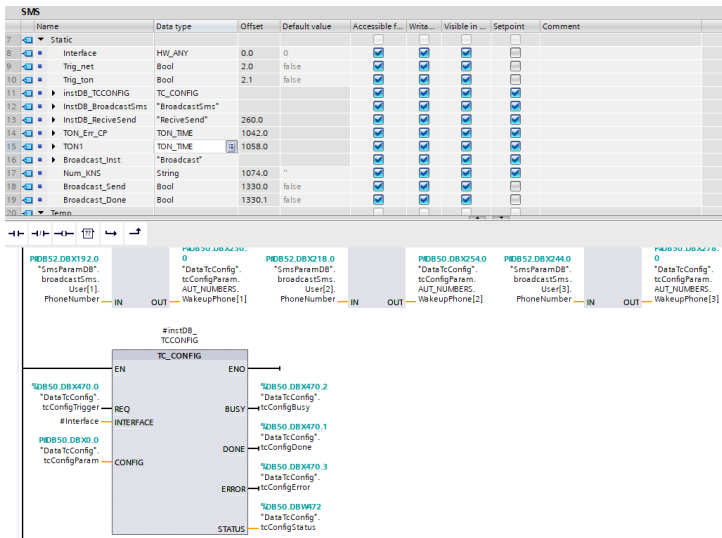 SMS
Name Data type Offset Default value Accessible f... Writa... Visible in ... Setpoint Comment
7 Static
8 Interface HW_ANY 0.0 0
9 Trig_net Bool 2.0 false
10 Trig_ton Bool 2.1 false
11 instDB_TCCONFIG TC_CONFIG
12 InstDB_BroadcastSms "BroadcastSms"
13 InstDB_ReciveSend "ReciveSend" 260.0
14 TON_Err_CP TON_TIME 1042.0
15 TON1 TON_TIME 1058.0
16 Broadcast_Inst "Broadcast"
17 Num_KNS String 1074.0 ''
18 Broadcast_Send Bool 1330.0 false
19 Broadcast_Done Bool 1330.1 false
20 Temp
??
P#DB52.DBX192.0
"SmsParamDB".
broadcastSms.
User[1].
PhoneNumber
IN OUT
P#DB50.DBX230.
0
"DataTcConfig".
tcConfigParam.
AUT_NUMBERS.
WakeupPhone[1]
P#DB52.DBX218.0
"SmsParamDB".
broadcastSms.
User[2].
PhoneNumber
IN OUT
P#DB50.DBX254.0
"DataTcConfig".
tcConfigParam.
AUT_NUMBERS.
WakeupPhone[2]
P#DB52.DBX244.0
"SmsParamDB".
broadcastSms.
User[3].
PhoneNumber
IN OUT
P#DB50.DBX278.
0
"DataTcConfig".
tcConfigParam.
AUT_NUMBERS.
WakeupPhone[3]
#instDB_
TCCONFIG
TC_CONFIG
EN ENO
%DB50.DBX470.0
"DataTcConfig".
tcConfigTrigger
REQ
#Interface
INTERFACE
P#DB50.DBX0.0
"DataTcConfig".
tcConfigParam
CONFIG
%DB50.DBX470.2
"DataTcConfig".
BUSY tcConfigBusy
%DB50.DBX470.1
"DataTcConfig".
DONE tcConfigDone
%DB50.DBX470.3
"DataTcConfig".
ERROR tcConfigError
%DB50.DBW472
"DataTcConfig".
STATUS tcConfigStatus